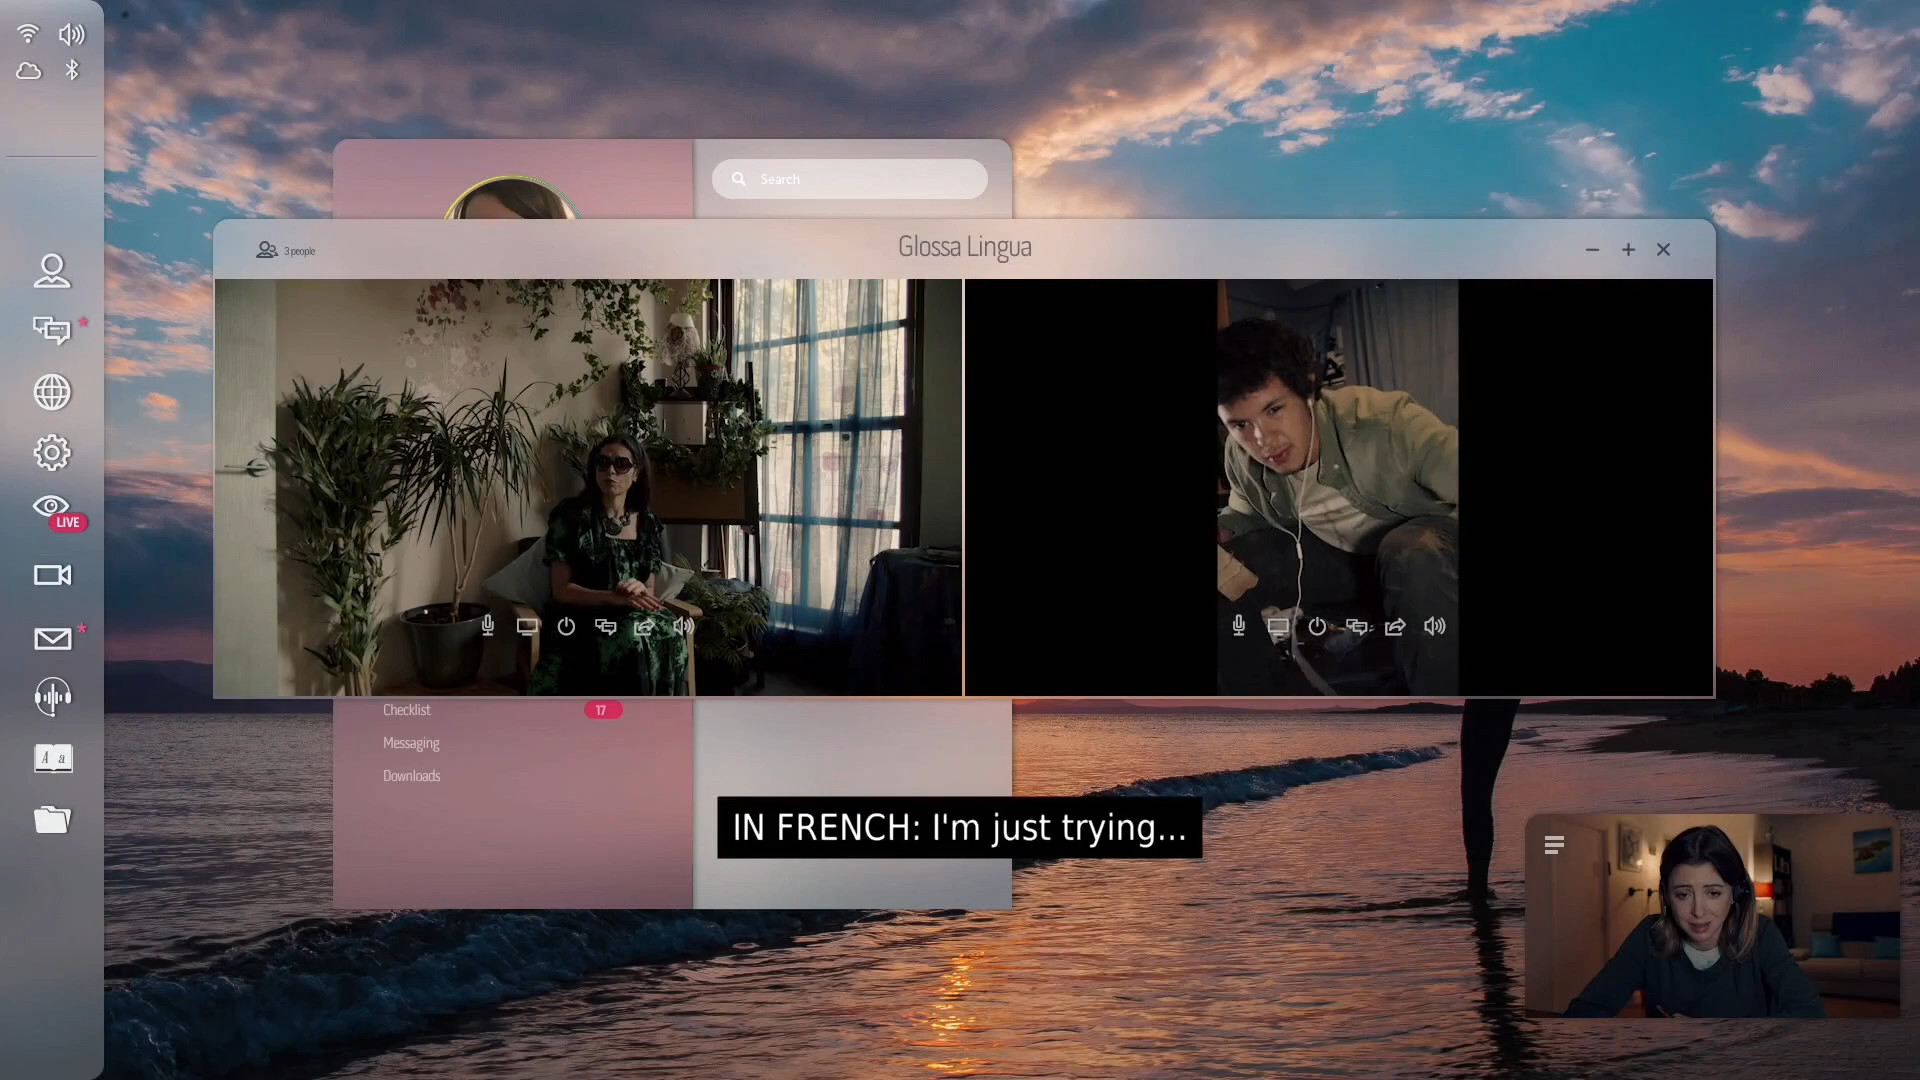 Search
3 people
Glossa Lingua
LIVE
A a
Checklist 17
Messaging
Downloads
IN FRENCH: I'm just trying...